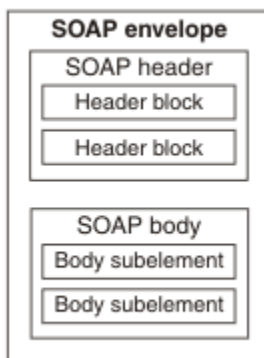 SOAP envelope
SOAP header
Header block
Header block
SOAP body
Body subelement
Body subelement